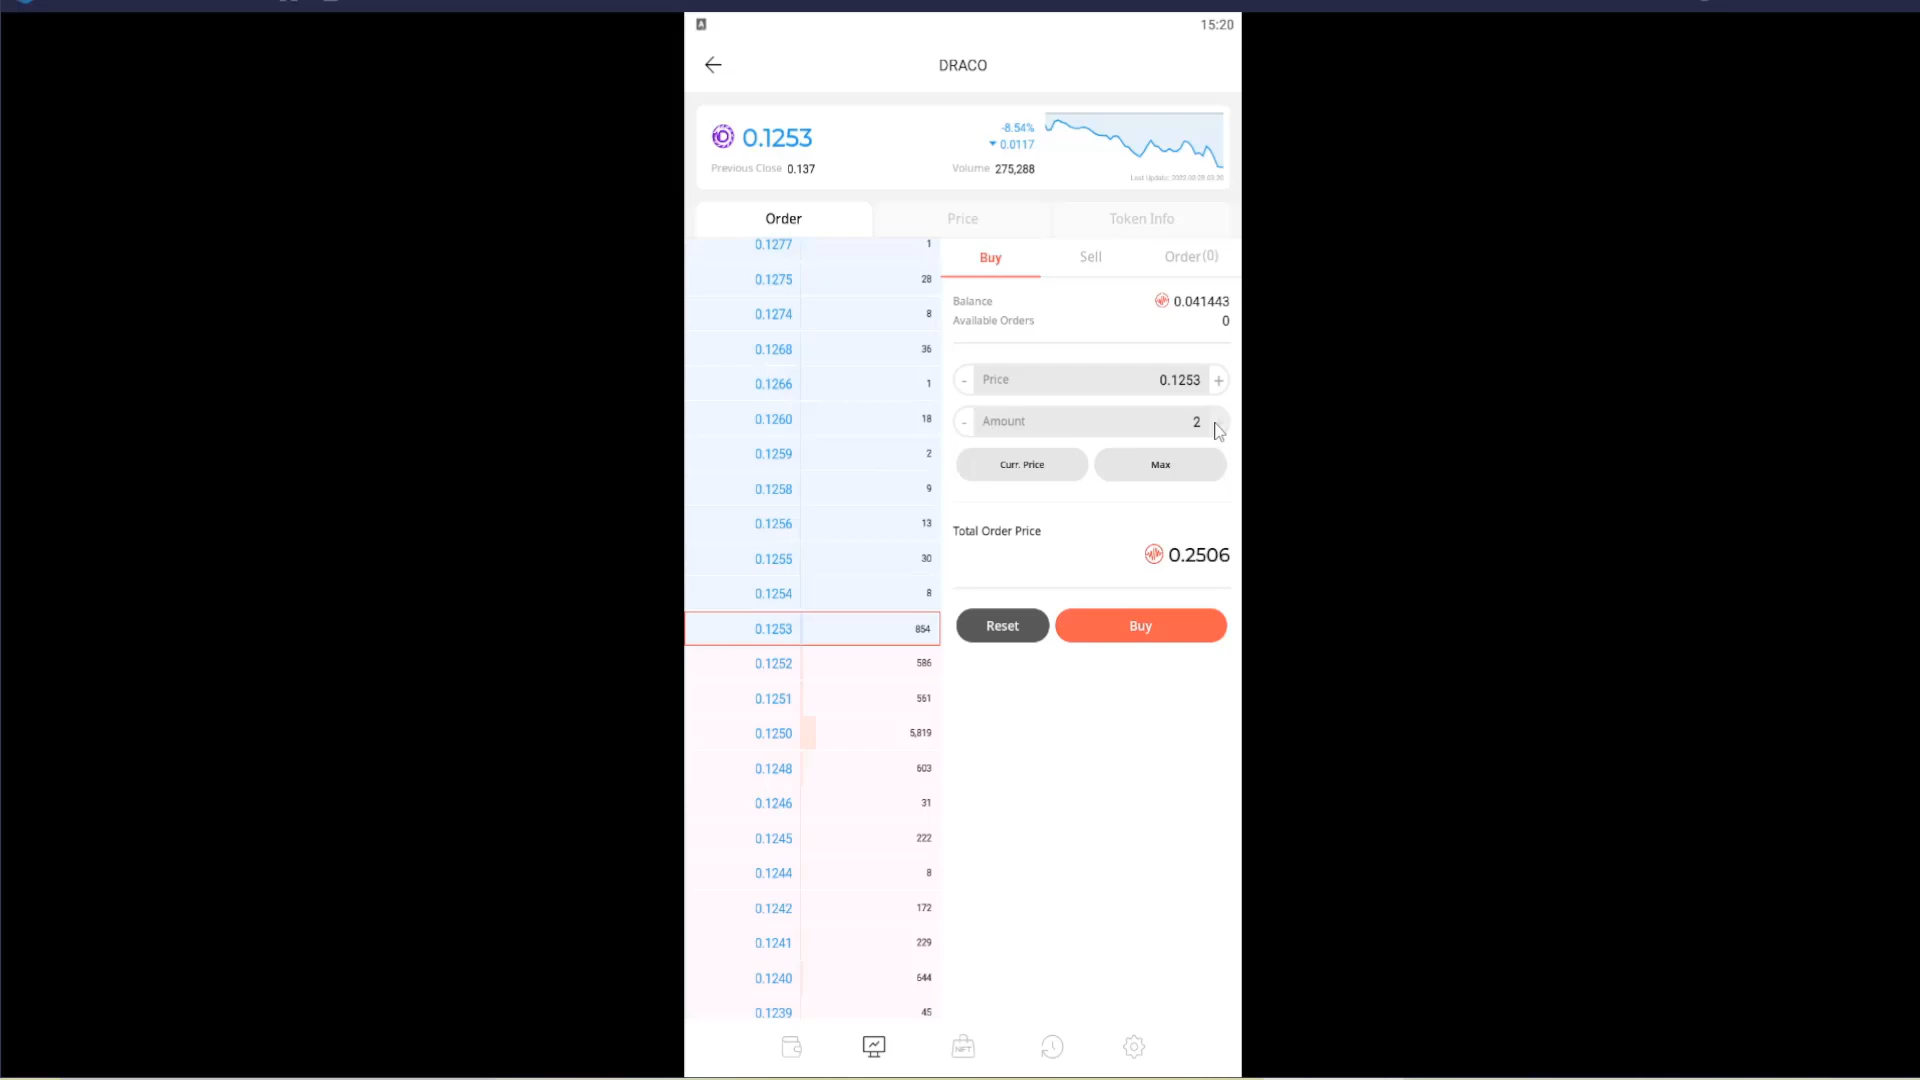 A
15:20
DRACO
0.1253
-8.54%
▼ 0.0117
Previous Close 0.137
Volume 275,288
Order
Price
Token Info
0.1277 1
0.1275 28
0.1274 8
0.1268 36
0.1266 1
0.1260 18
0.1259 2
0.1258 9
0.1256 13
0.1255 30
0.1254 8
0.1253 854
0.1252 586
0.1251 561
0.1250 5,819
0.1248 603
0.1246 31
0.1245 222
0.1244 8
0.1242 172
0.1241 229
0.1240 644
0.1239 45
Buy
Sell
Order(0)
Balance 0.041443
Available Orders 0
- Price 0.1253 +
- Amount 2
Curr. Price
Max
Total Order Price
0.2506
Reset
Buy
NFT